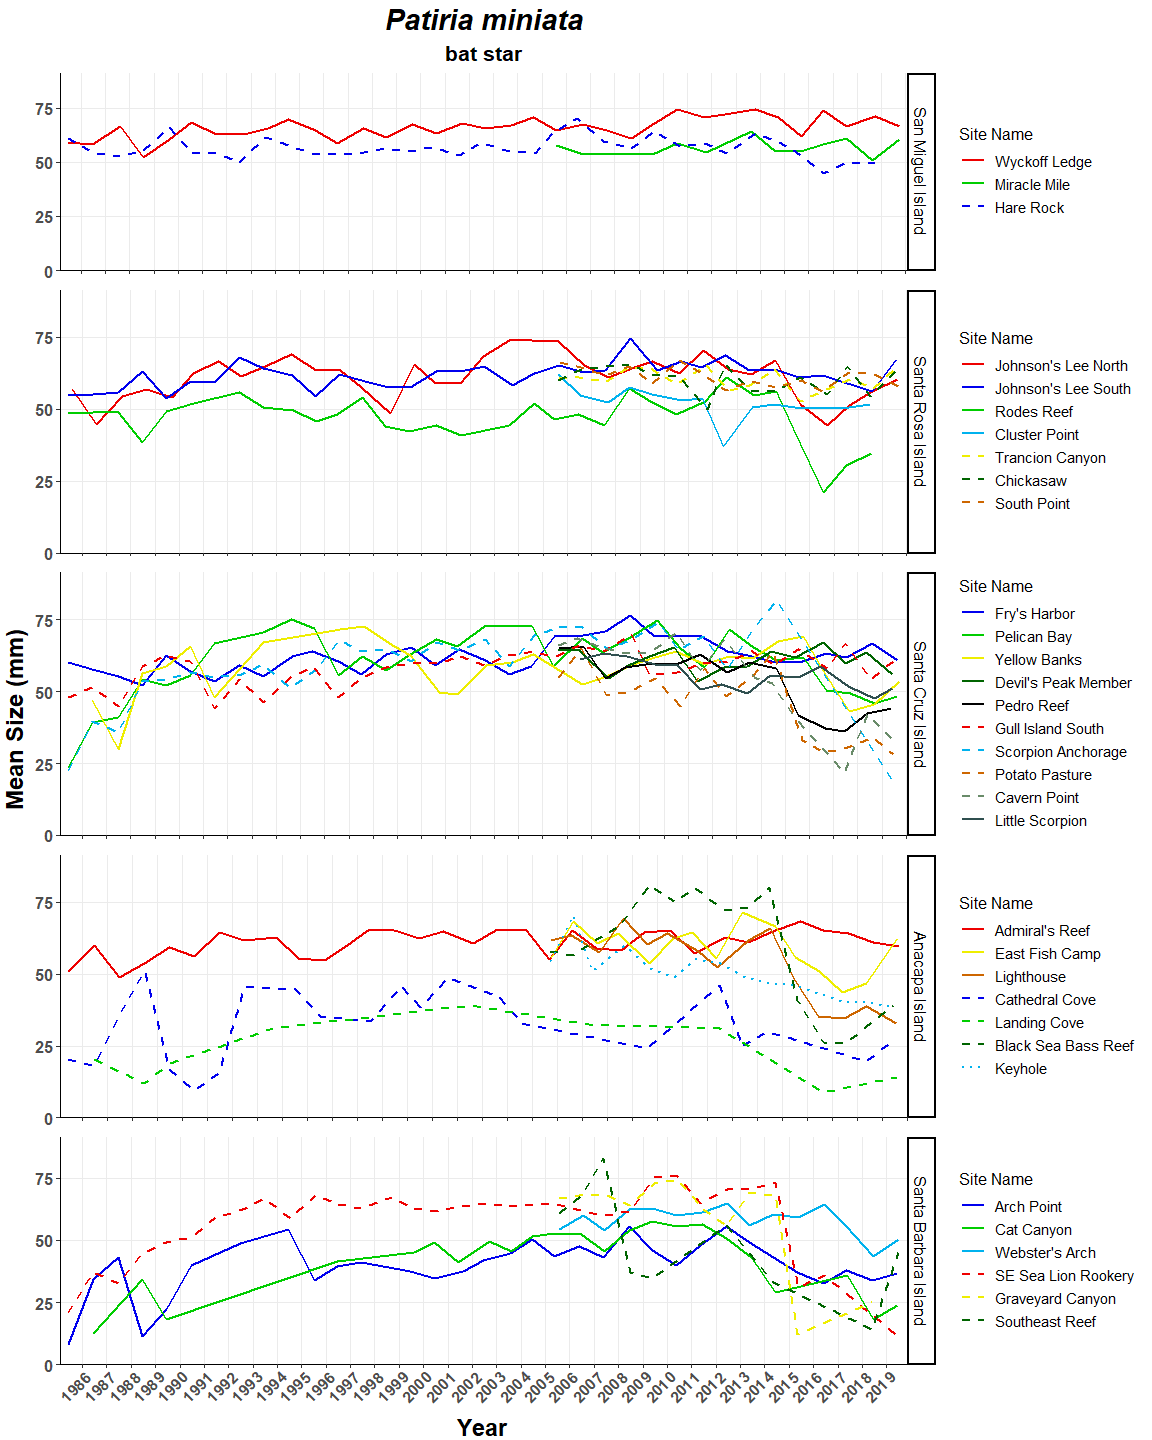 Patiria miniata
bat star
75
50
25
0
San Miguel Island
Site Name
Wyckoff Ledge
Miracle Mile
Hare Rock
75
50
25
0
Santa Rosa Island
Site Name
Johnson's Lee North
Johnson's Lee South
Rodes Reef
Cluster Point
Trancion Canyon
Chickasaw
South Point
Mean Size (mm)
75
50
25
0
Santa Cruz Island
Site Name
Fry's Harbor
Pelican Bay
Yellow Banks
Devil's Peak Member
Pedro Reef
Gull Island South
Scorpion Anchorage
Potato Pasture
Cavern Point
Little Scorpion
75
50
25
0
Anacapa Island
Site Name
Admiral's Reef
East Fish Camp
Lighthouse
Cathedral Cove
Landing Cove
Black Sea Bass Reef
Keyhole
75
50
25
0
Santa Barbara Island
Site Name
Arch Point
Cat Canyon
Webster's Arch
SE Sea Lion Rookery
Graveyard Canyon
Southeast Reef
1986 1987 1988 1989 1990 1991 1992 1993 1994 1995 1996 1997 1998 1999 2000 2001 2002 2003 2004 2005 2006 2007 2008 2009 2010 2011 2012 2013 2014 2015 2016 2017 2018 2019
Year